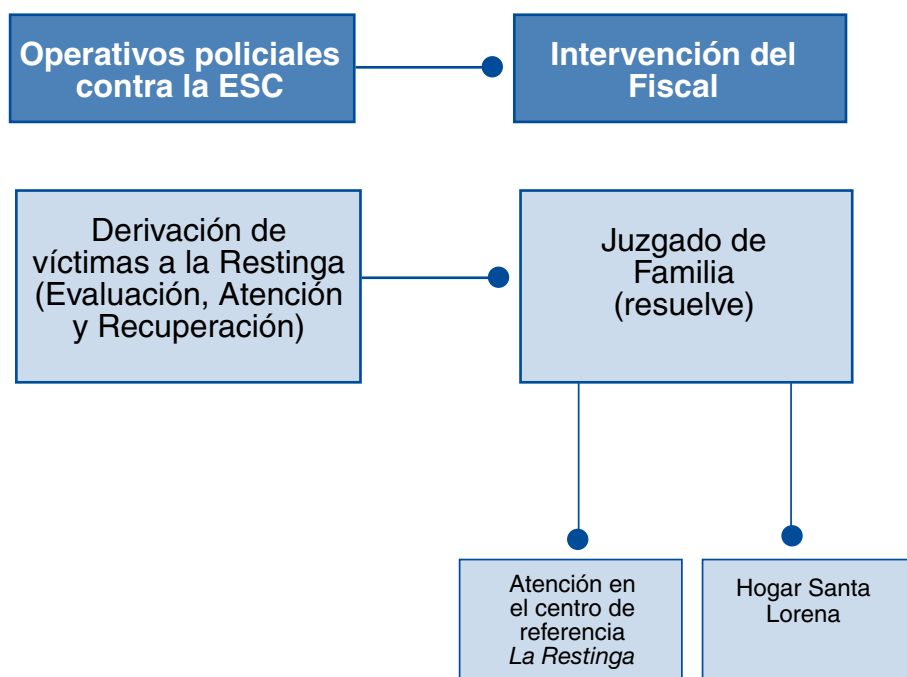 Operativos policiales
contra la ESC
Intervención del
Fiscal
Derivación de
víctimas a la Restinga
(Evaluación, Atención
y Recuperación)
Juzgado de
Familia
(resuelve)
Atención en
el centro de
referencia
La Restinga
Hogar Santa
Lorena